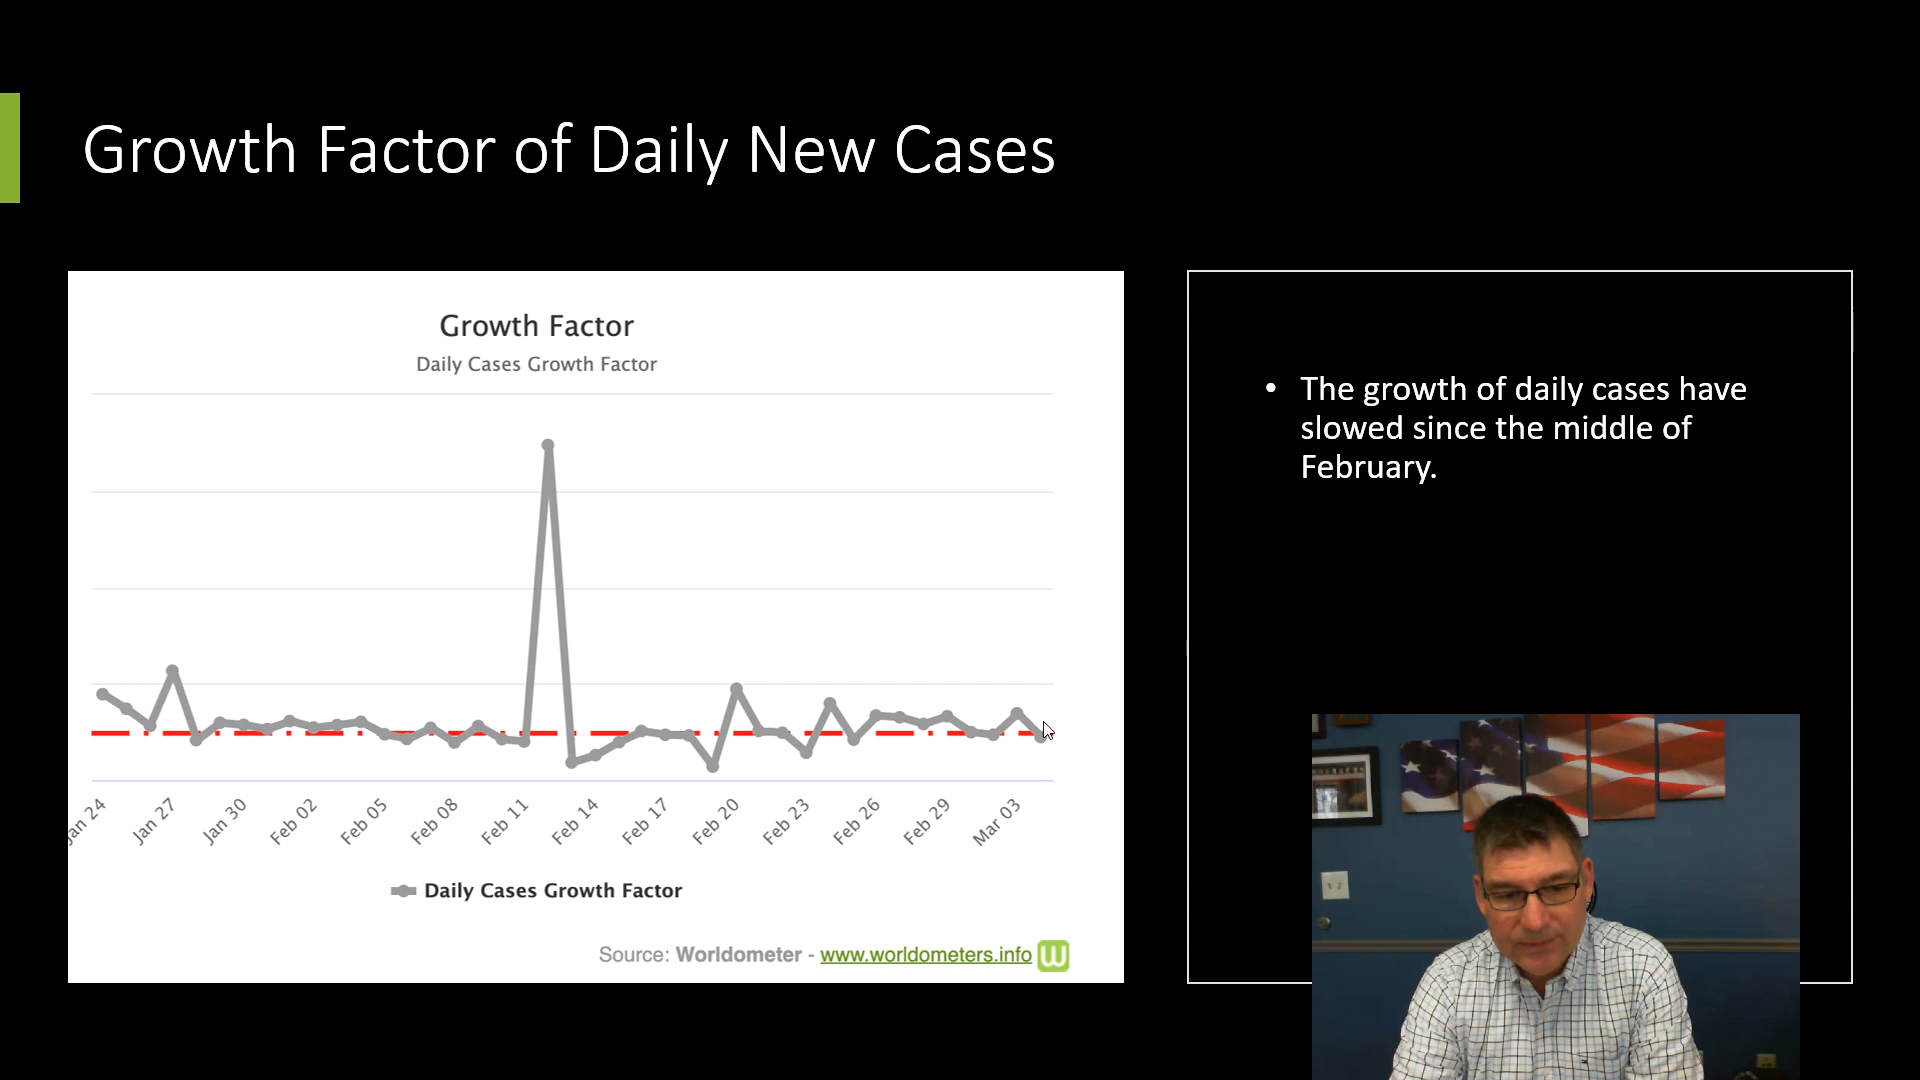 Growth Factor of Daily New Cases
Growth Factor
Daily Cases Growth Factor
Jan 24
Jan 27
Jan 30
Feb 02
Feb 05
Feb 08
Feb 11
Feb 14
Feb 17
Feb 20
Feb 23
Feb 26
Feb 29
Mar 03
Daily Cases Growth Factor
Source: Worldometer - www.worldometers.info W
• The growth of daily cases have
slowed since the middle of
February.